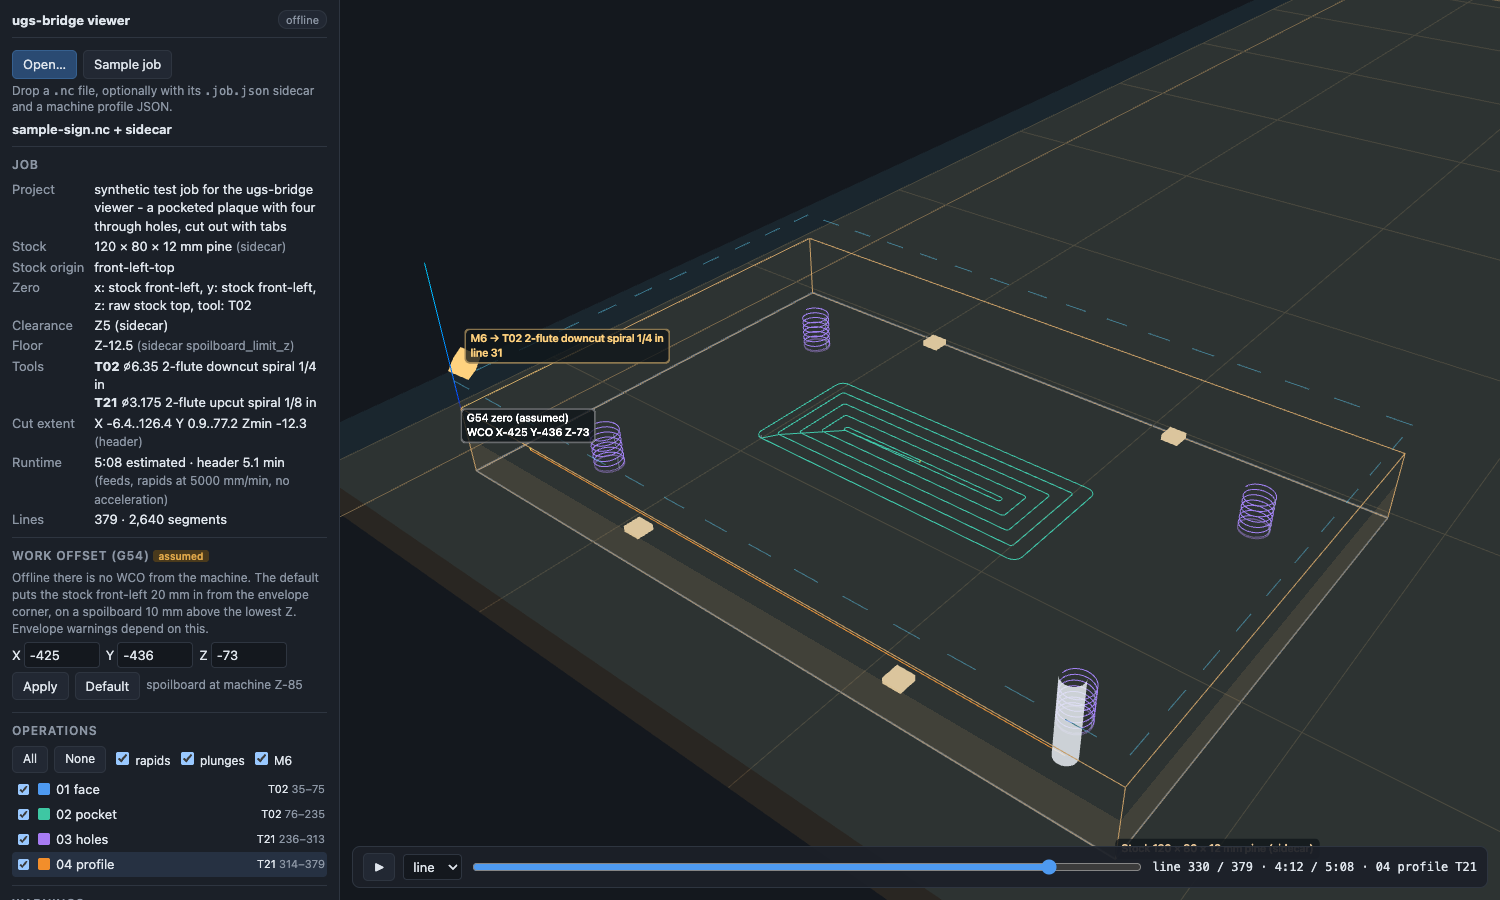 ugs-bridge viewer
offline
Open...
Sample job
Drop a .nc file, optionally with its .job.json sidecar
and a machine profile JSON.
sample-sign.nc + sidecar
JOB
Project synthetic test job for the ugs-bridge
viewer - a pocketed plaque with four
through holes, cut out with tabs
Stock 120 × 80 × 12 mm pine (sidecar)
Stock origin front-left-top
Zero x: stock front-left, y: stock front-left,
z: raw stock top, tool: T02
Clearance Z5 (sidecar)
Floor Z-12.5 (sidecar spoilboard_limit_z)
Tools T02 ⌀6.35 2-flute downcut spiral 1/4
in
T21 ⌀3.175 2-flute upcut spiral 1/8 in
Cut extent X -6.4..126.4 Y 0.9..77.2 Zmin -12.3
(header)
Runtime 5:08 estimated · header 5.1 min
(feeds, rapids at 5000 mm/min, no
acceleration)
Lines 379 · 2,640 segments
WORK OFFSET (G54) assumed
Offline there is no WCO from the machine. The default
puts the stock front-left 20 mm in from the envelope
corner, on a spoilboard 10 mm above the lowest Z.
Envelope warnings depend on this.
X -425 Y -436 Z -73
Apply Default spoilboard at machine Z-85
OPERATIONS
All None rapids plunges M6
01 face T02 35–75
02 pocket T02 76–235
03 holes T21 236–313
04 profile T21 314–379
M6 → T02 2-flute downcut spiral 1/4 in
line 31
G54 zero (assumed)
WCO X-425 Y-436 Z-73
Stock 120 × 80 × 12 mm pine (sidecar)
line
line 330 / 379 · 4:12 / 5:08 · 04 profile T21